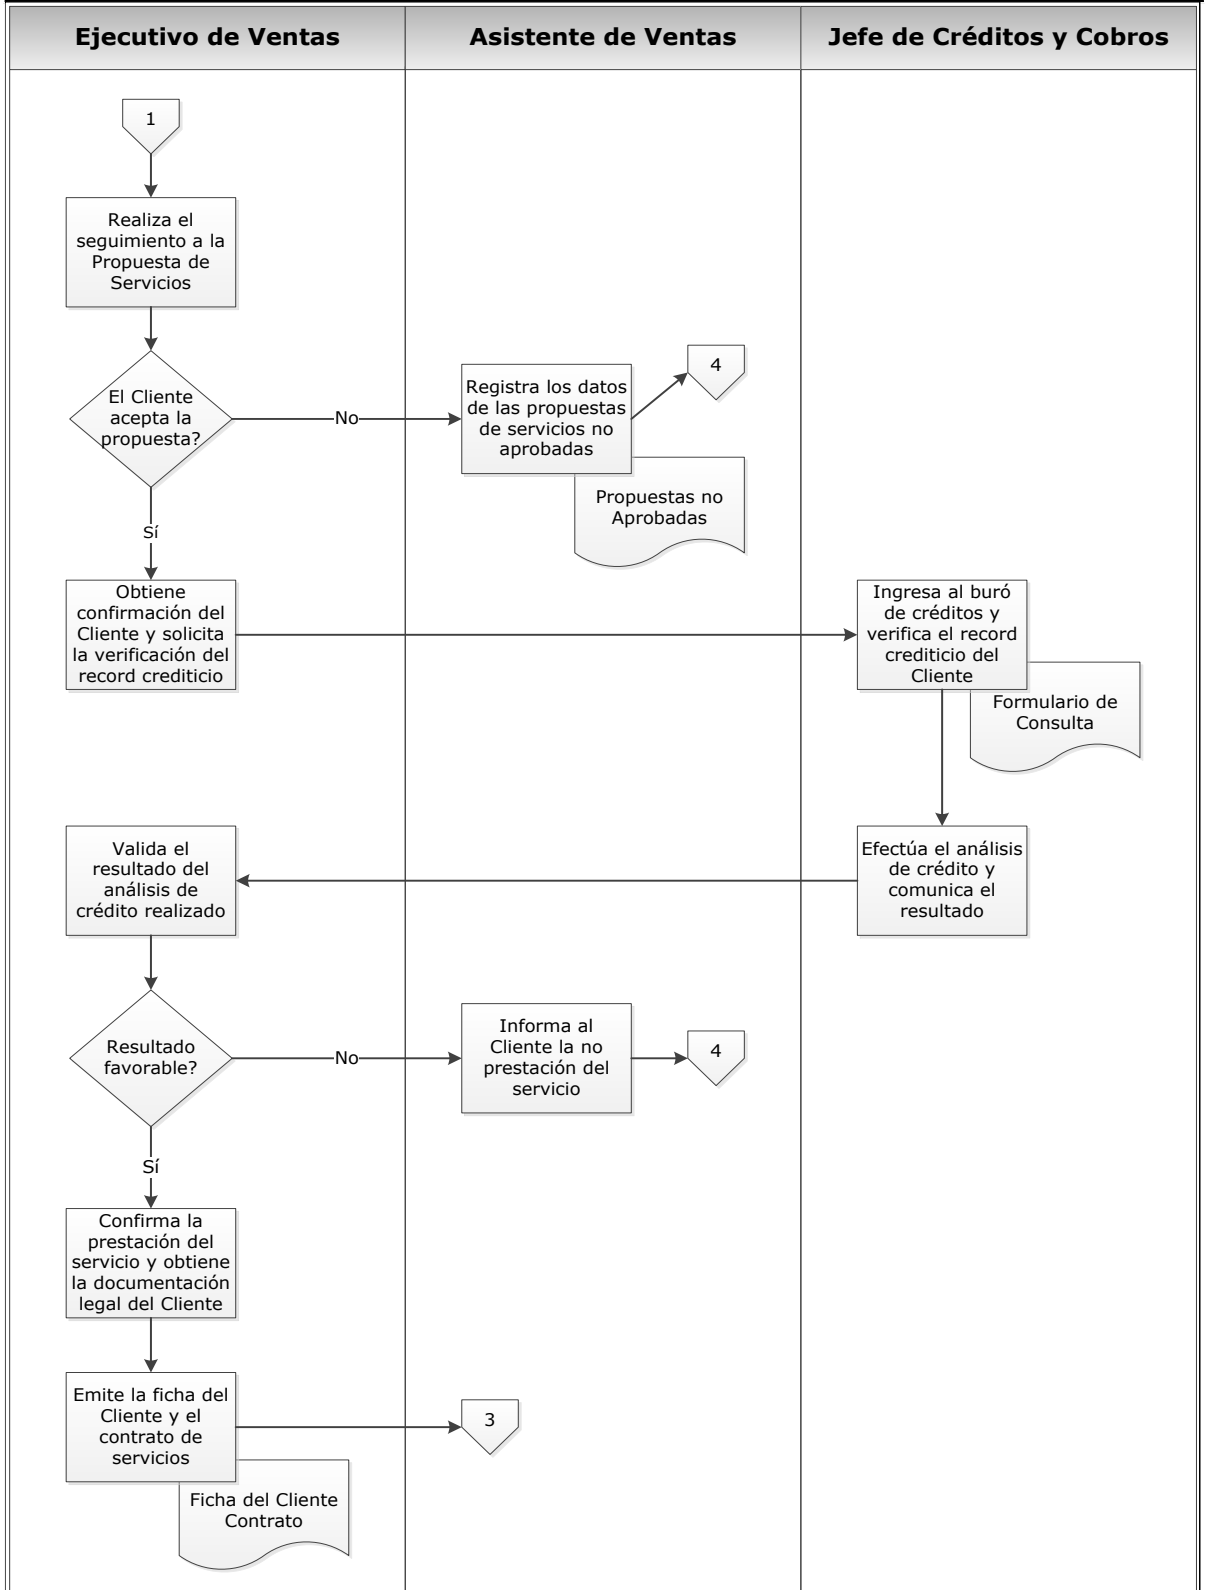 Ejecutivo de Ventas
Asistente de Ventas
Jefe de Créditos y Cobros
1
Realiza el
seguimiento a la
Propuesta de
Servicios
El Cliente
acepta la
propuesta?
No
Registra los datos
de las propuestas
de servicios no
aprobadas
4
Propuestas no
Aprobadas
Sí
Obtiene
confirmación del
Cliente y solicita
la verificación del
record crediticio
Ingresa al buró
de créditos y
verifica el record
crediticio del
Cliente
Formulario de
Consulta
Valida el
resultado del
análisis de
crédito realizado
Efectúa el análisis
de crédito y
comunica el
resultado
Resultado
favorable?
No
Informa al
Cliente la no
prestación del
servicio
4
Sí
Confirma la
prestación del
servicio y obtiene
la documentación
legal del Cliente
Emite la ficha del
Cliente y el
contrato de
servicios
3
Ficha del Cliente
Contrato